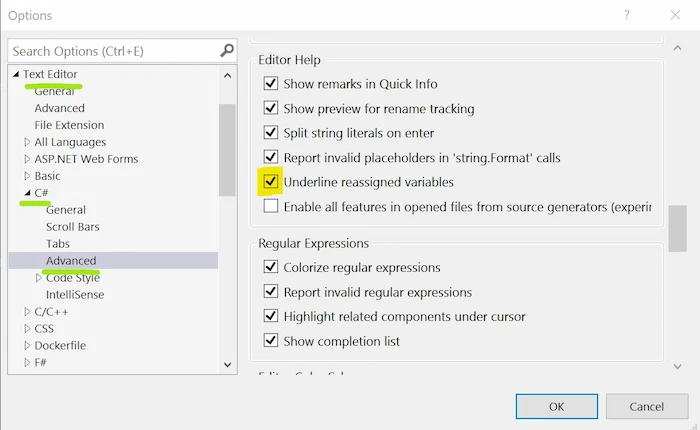 Options
?
Search Options (Ctrl+E)
Text Editor
General
Advanced
File Extension
All Languages
ASP.NET Web Forms
Basic
C#
General
Scroll Bars
Tabs
Advanced
Code Style
IntelliSense
C/C++
CSS
Dockerfile
F#
Editor Help
Show remarks in Quick Info
Show preview for rename tracking
Split string literals on enter
Report invalid placeholders in 'string.Format' calls
Underline reassigned variables
Enable all features in opened files from source generators (experir
Regular Expressions
Colorize regular expressions
Report invalid regular expressions
Highlight related components under cursor
Show completion list
OK
Cancel